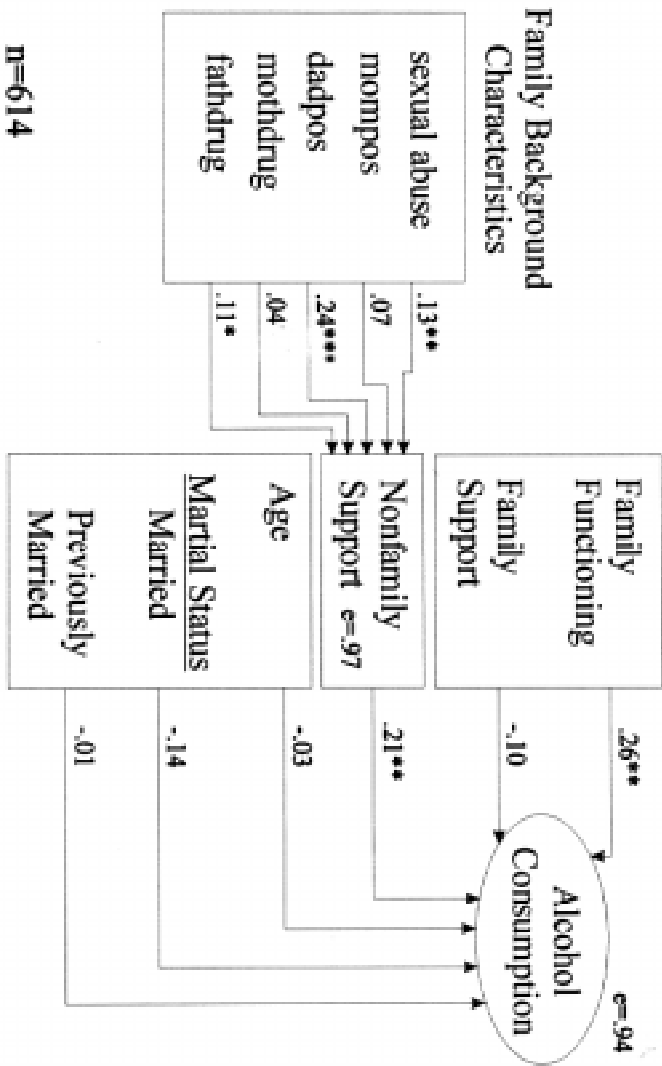 Family Background
Characteristics
sexual abuse
mompos
dadpos
mothdrug
fathdrug
.13**
.07
.24***
.04
.11*
Family
Functioning
Family
Support
Nonfamily
Support e=.97
Age
Martial Status
Married
Previously
Married
.26**
-.10
.21**
-.03
-.14
-.01
Alcohol
Consumption
e=.94
n=614